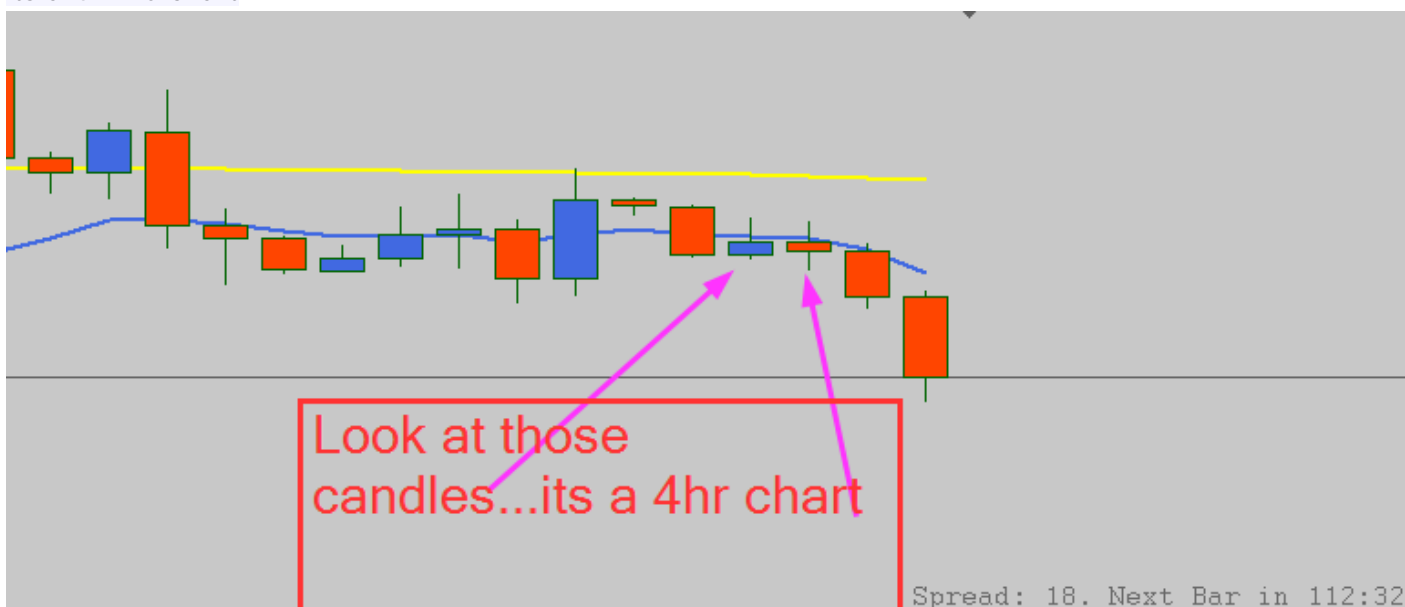 Look at those
candles...its a 4hr chart
Spread: 18. Next Bar in 112:32